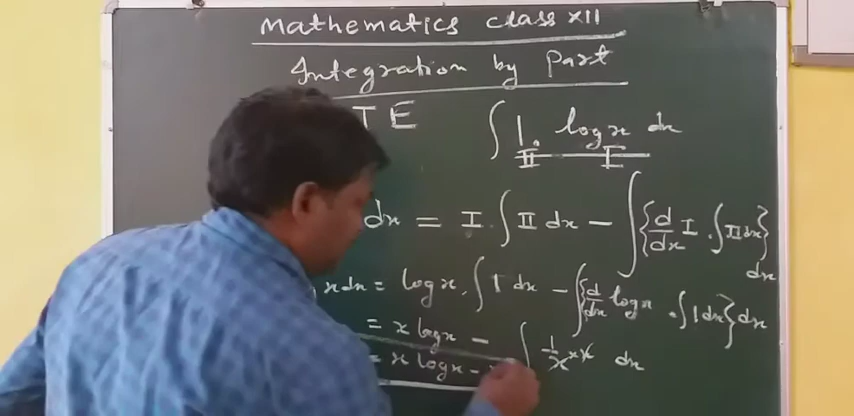 Mathematics class XII
Integration by Part
TE ∫ 1. log x dx
II I
dx = I. ∫ II dx − ∫ { d/dx I . ∫ II dx } dx
x dx = log x. ∫ 1 dx − ∫ { d/dx log x . ∫ 1 dx } dx
= x log x − ∫ 1/x × x dx
= x log x −